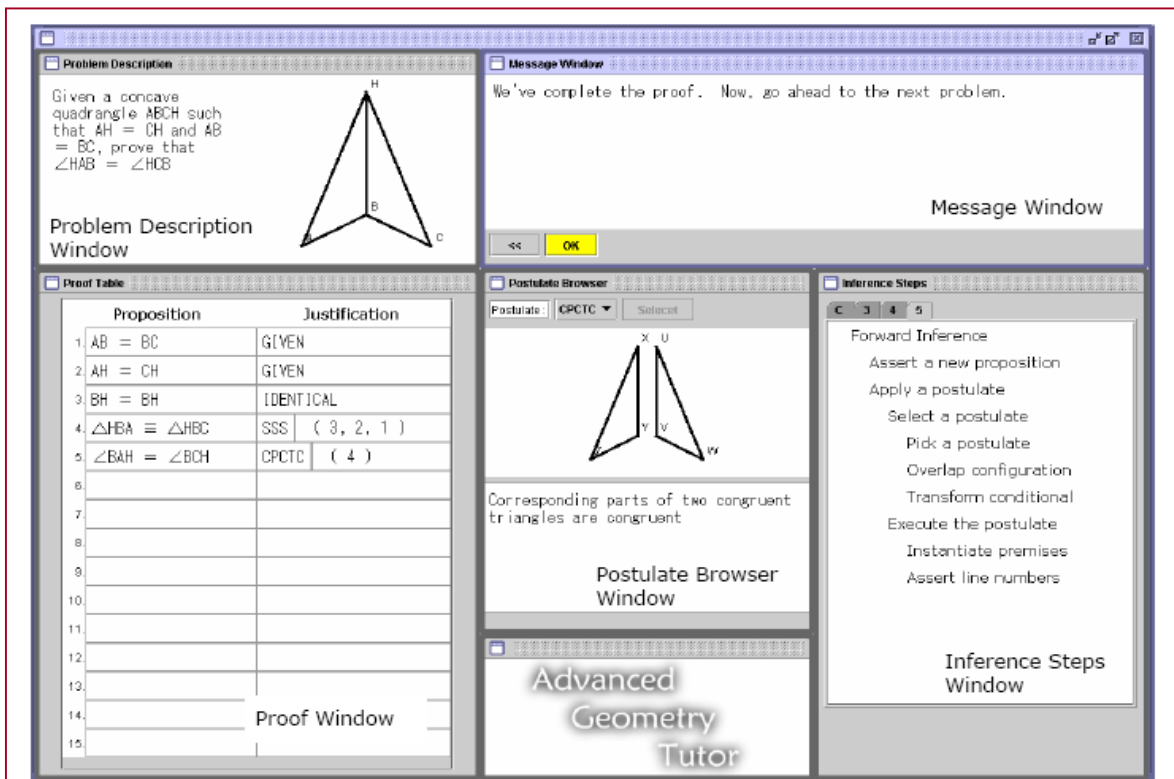 Problem Description
Given a concave
quadrangle ABCH such
that AH = CH and AB
= BC, prove that
∠HAB = ∠HCB
H
B
C
Problem Description
Window
Message Window
We've complete the proof. Now, go ahead to the next problem.
Message Window
<< OK
Proof Table
Proposition Justification
1. AB = BC GIVEN
2. AH = CH GIVEN
3. BH = BH IDENTICAL
4. △HBA ≡ △HBC SSS ( 3, 2, 1 )
5. ∠BAH = ∠BCH CPCTC ( 4 )
6.
7.
8.
9.
10.
11.
12.
13.
14.
15.
Proof Window
Postulate Browser
Postulate: CPCTC Selecet
X U
Y V
W
Corresponding parts of two congruent
triangles are congruent
Postulate Browser
Window
Advanced
Geometry
Tutor
Inference Steps
C 3 4 5
Forward Inference
Assert a new proposition
Apply a postulate
Select a postulate
Pick a postulate
Overlap configuration
Transform conditional
Execute the postulate
Instantiate premises
Assert line numbers
Inference Steps
Window